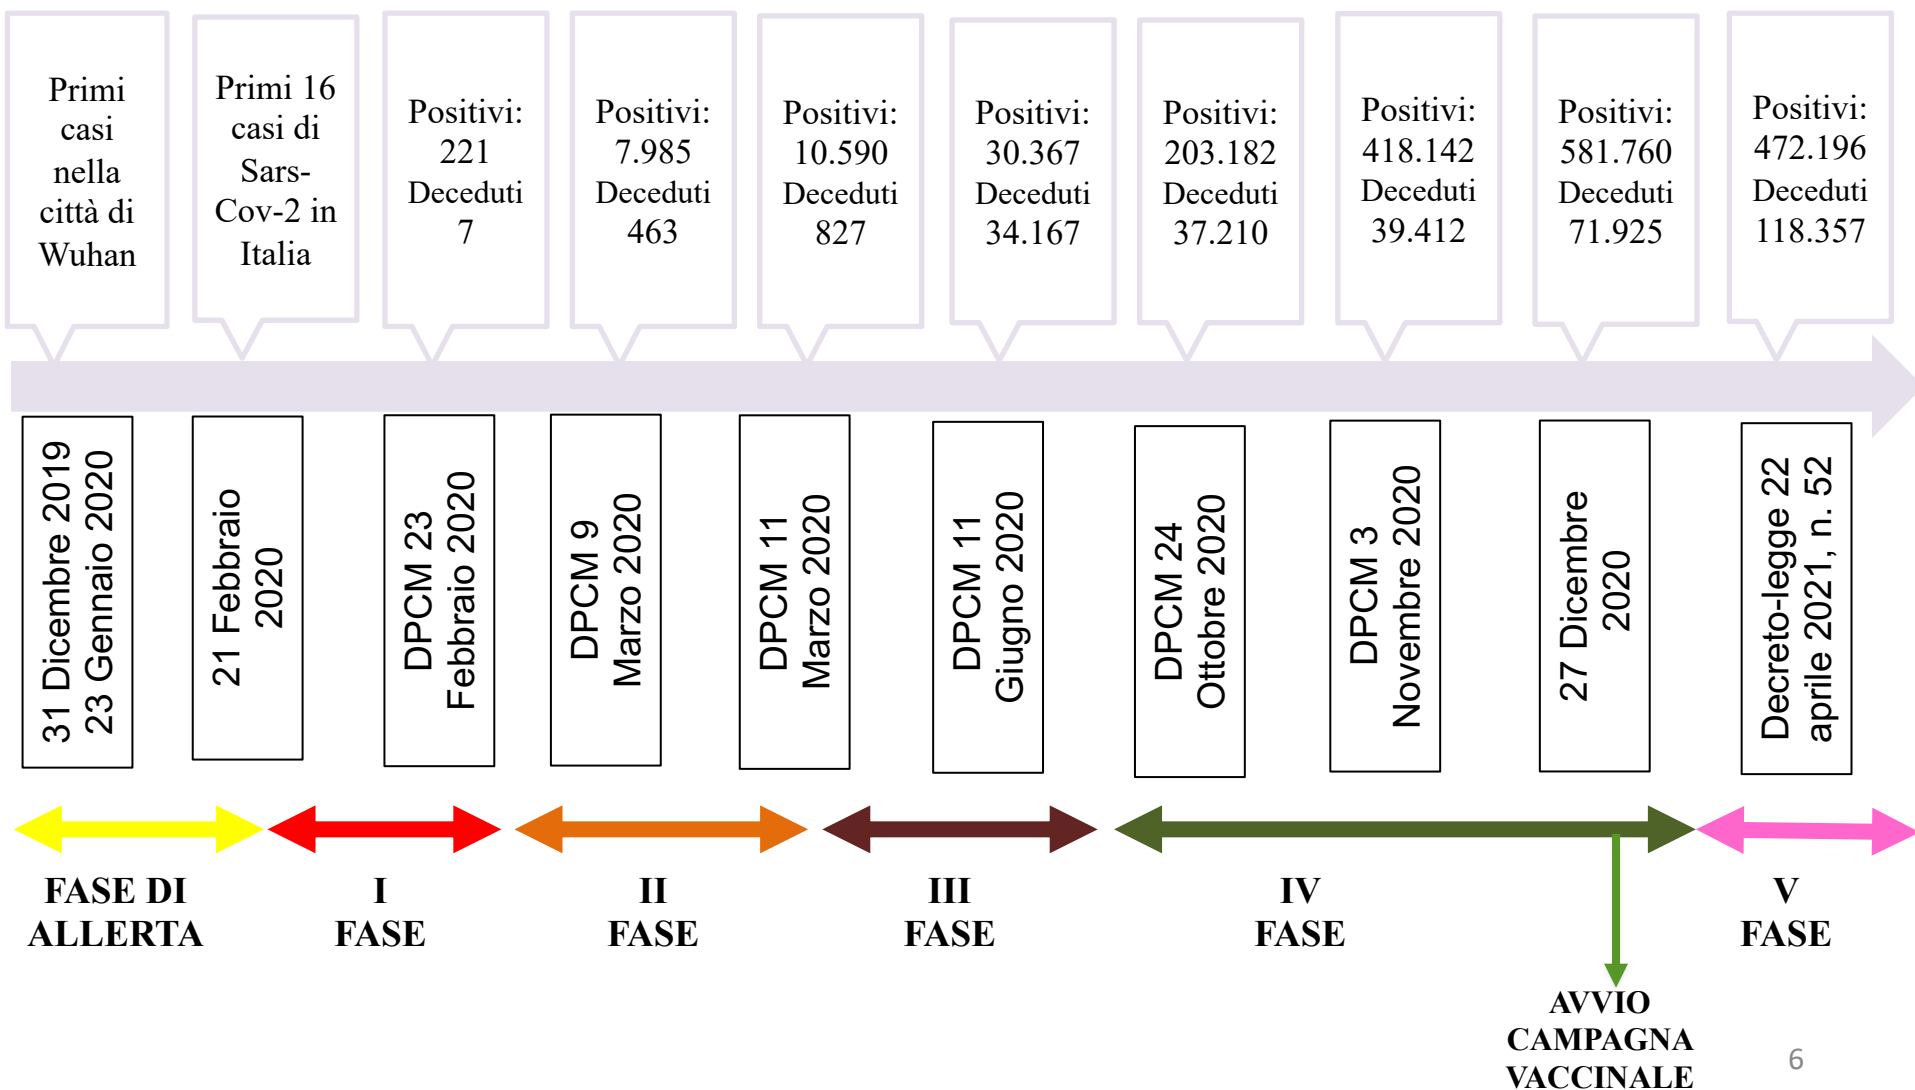 Primi
casi
nella
città di
Wuhan
Primi 16
casi di
Sars-
Cov-2 in
Italia
Positivi:
221
Deceduti
7
Positivi:
7.985
Deceduti
463
Positivi:
10.590
Deceduti
827
Positivi:
30.367
Deceduti
34.167
Positivi:
203.182
Deceduti
37.210
Positivi:
418.142
Deceduti
39.412
Positivi:
581.760
Deceduti
71.925
Positivi:
472.196
Deceduti
118.357
31 Dicembre 2019
23 Gennaio 2020
21 Febbraio
2020
DPCM 23
Febbraio 2020
DPCM 9
Marzo 2020
DPCM 11
Marzo 2020
DPCM 11
Giugno 2020
DPCM 24
Ottobre 2020
DPCM 3
Novembre 2020
27 Dicembre
2020
Decreto-legge 22
aprile 2021, n. 52
FASE DI
ALLERTA
I
FASE
II
FASE
III
FASE
IV
FASE
V
FASE
AVVIO
CAMPAGNA
VACCINALE
6